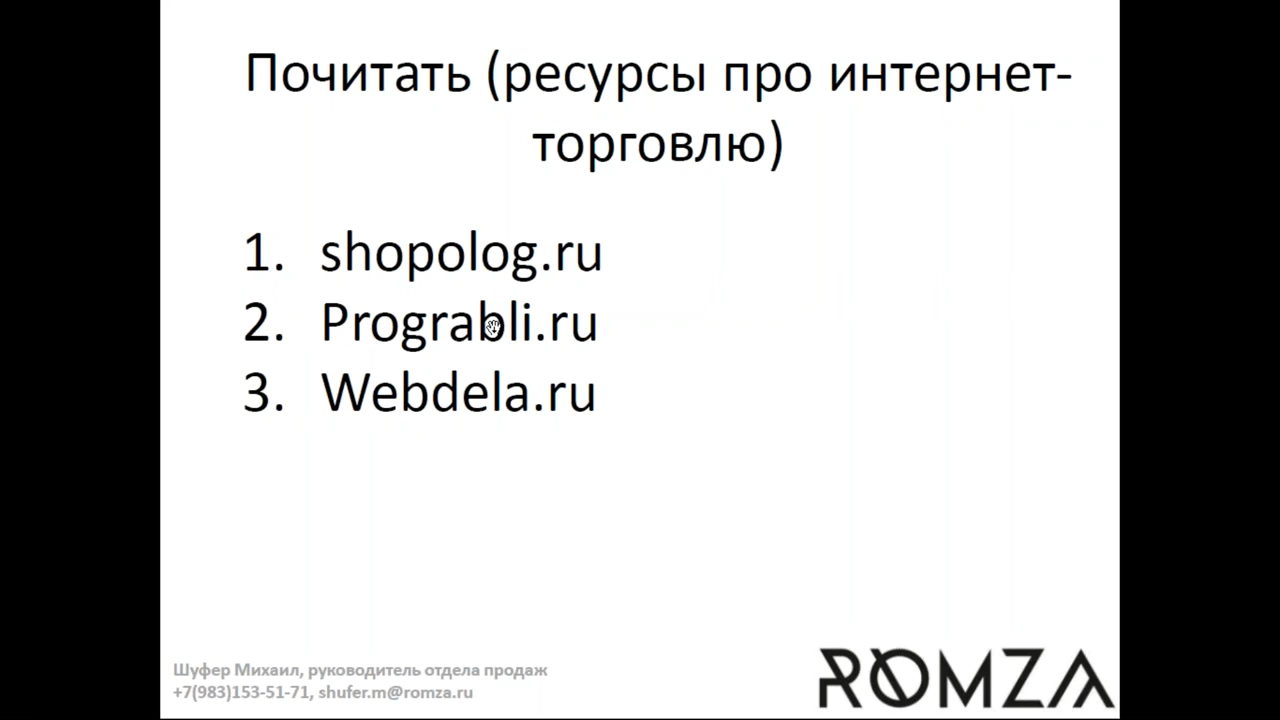 Почитать (ресурсы про интернет-
торговлю)
1. shopolog.ru
2. Prograbli.ru
3. Webdela.ru
Шуфер Михаил, руководитель отдела продаж
+7(983)153-51-71, shufer.m@romza.ru
ROMZA